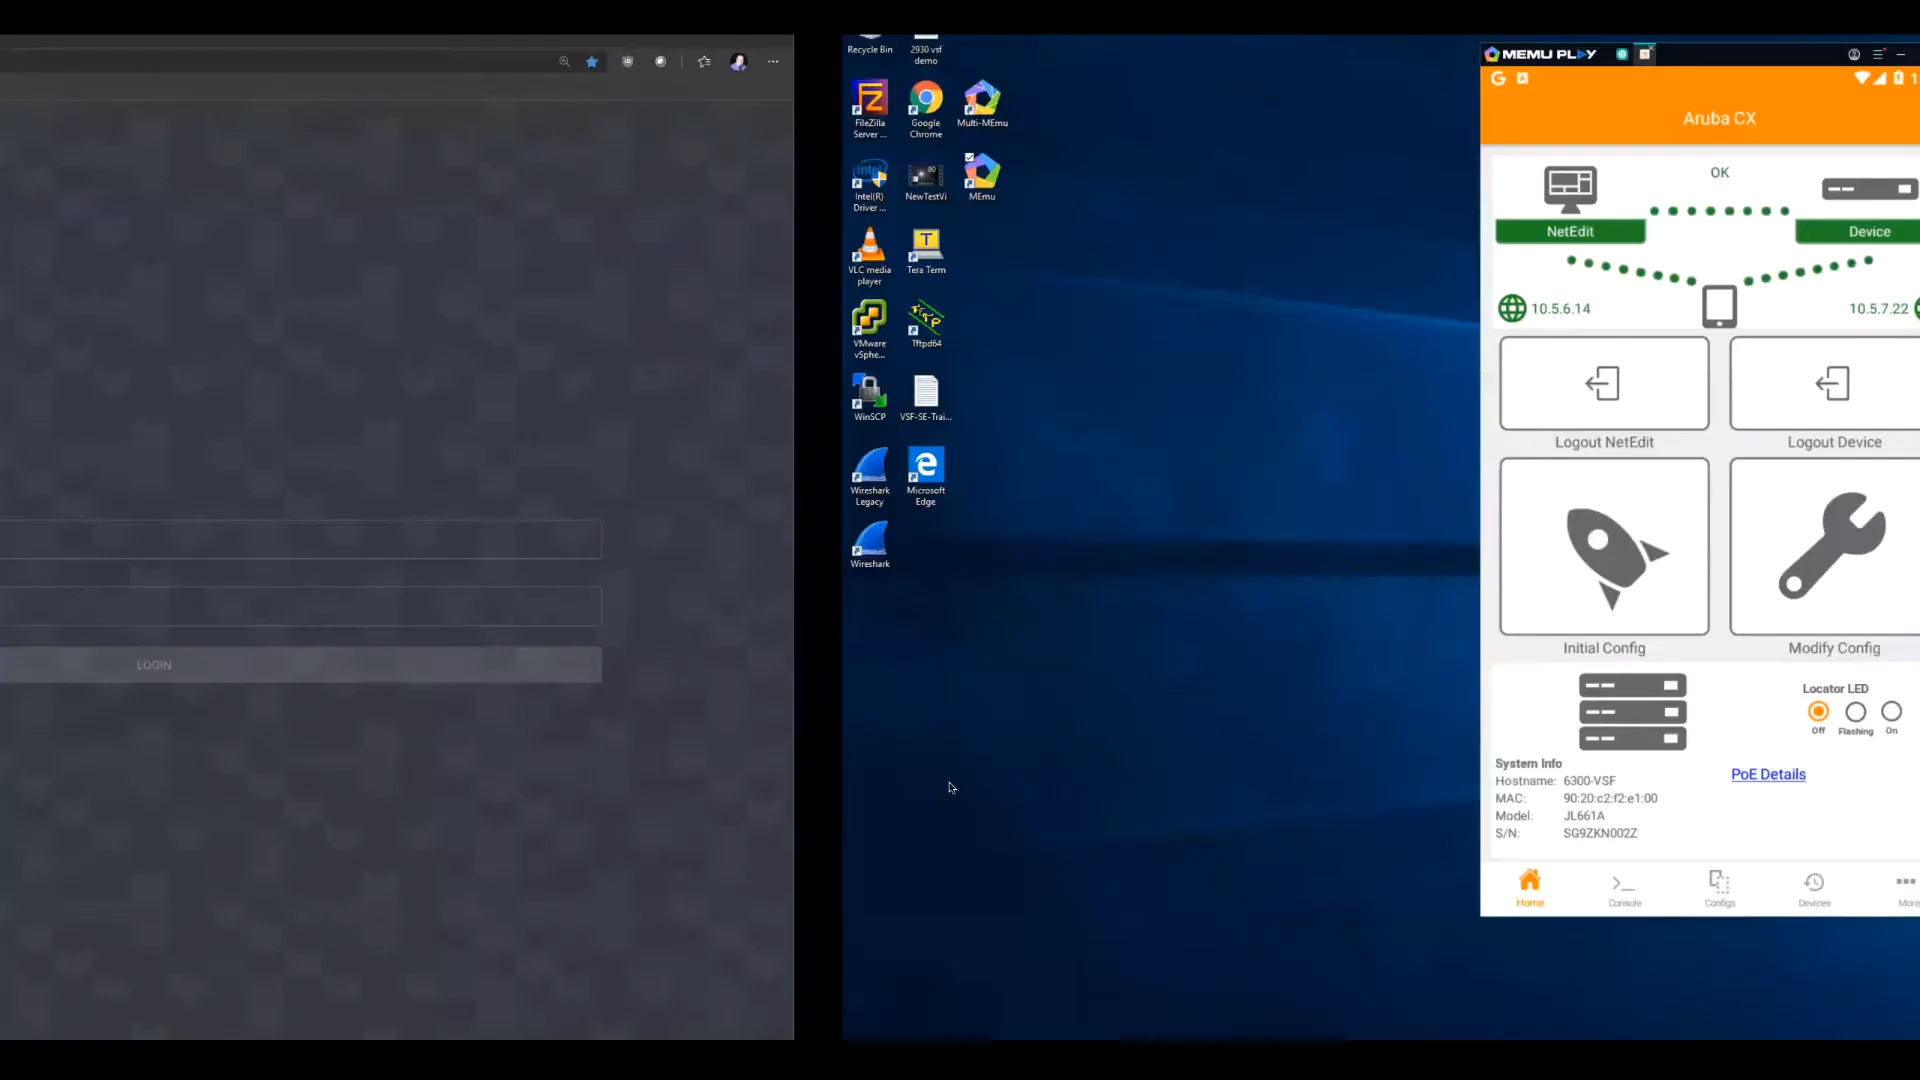 LOGIN
Recycle Bin
2930 vsf
demo
FileZilla
Server ...
Google
Chrome
Multi-MEmu
Intel(R)
Driver ...
NewTestVi
MEmu
VLC media
player
Tera Term
VMware
vSphe...
Tftpd64
WinSCP
VSF-SE-Trai...
Wireshark
Legacy
Microsoft
Edge
Wireshark
MEMU PLAY
Aruba CX
OK
NetEdit
Device
10.5.6.14
10.5.7.22
Logout NetEdit
Logout Device
Initial Config
Modify Config
Locator LED
Off
Flashing
On
System Info
Hostname: 6300-VSF
MAC: 90:20:c2:f2:e1:00
Model: JL661A
S/N: SG9ZKN002Z
PoE Details
Home
Console
Configs
Devices
More